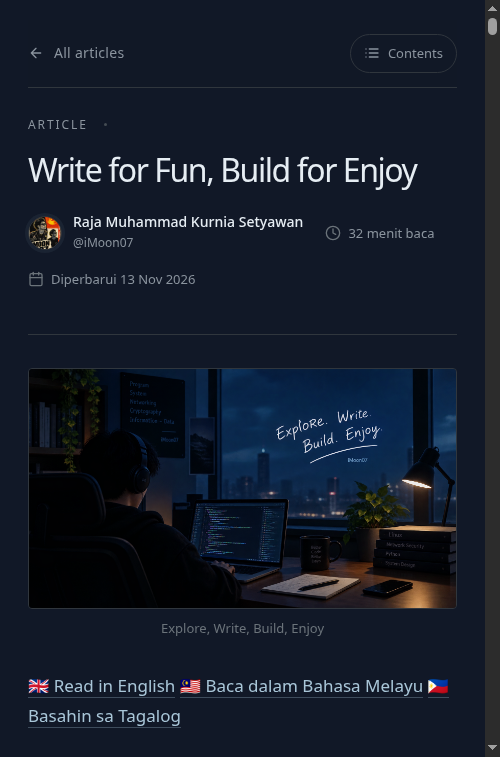 All articles
Contents
ARTICLE •
Write for Fun, Build for Enjoy
Raja Muhammad Kurnia Setyawan
@iMoon07
32 menit baca
Diperbarui 13 Nov 2026
Explore. Write.
Build. Enjoy.
iMoon07
Explore, Write, Build, Enjoy
Read in English Baca dalam Bahasa Melayu
Basahin sa Tagalog